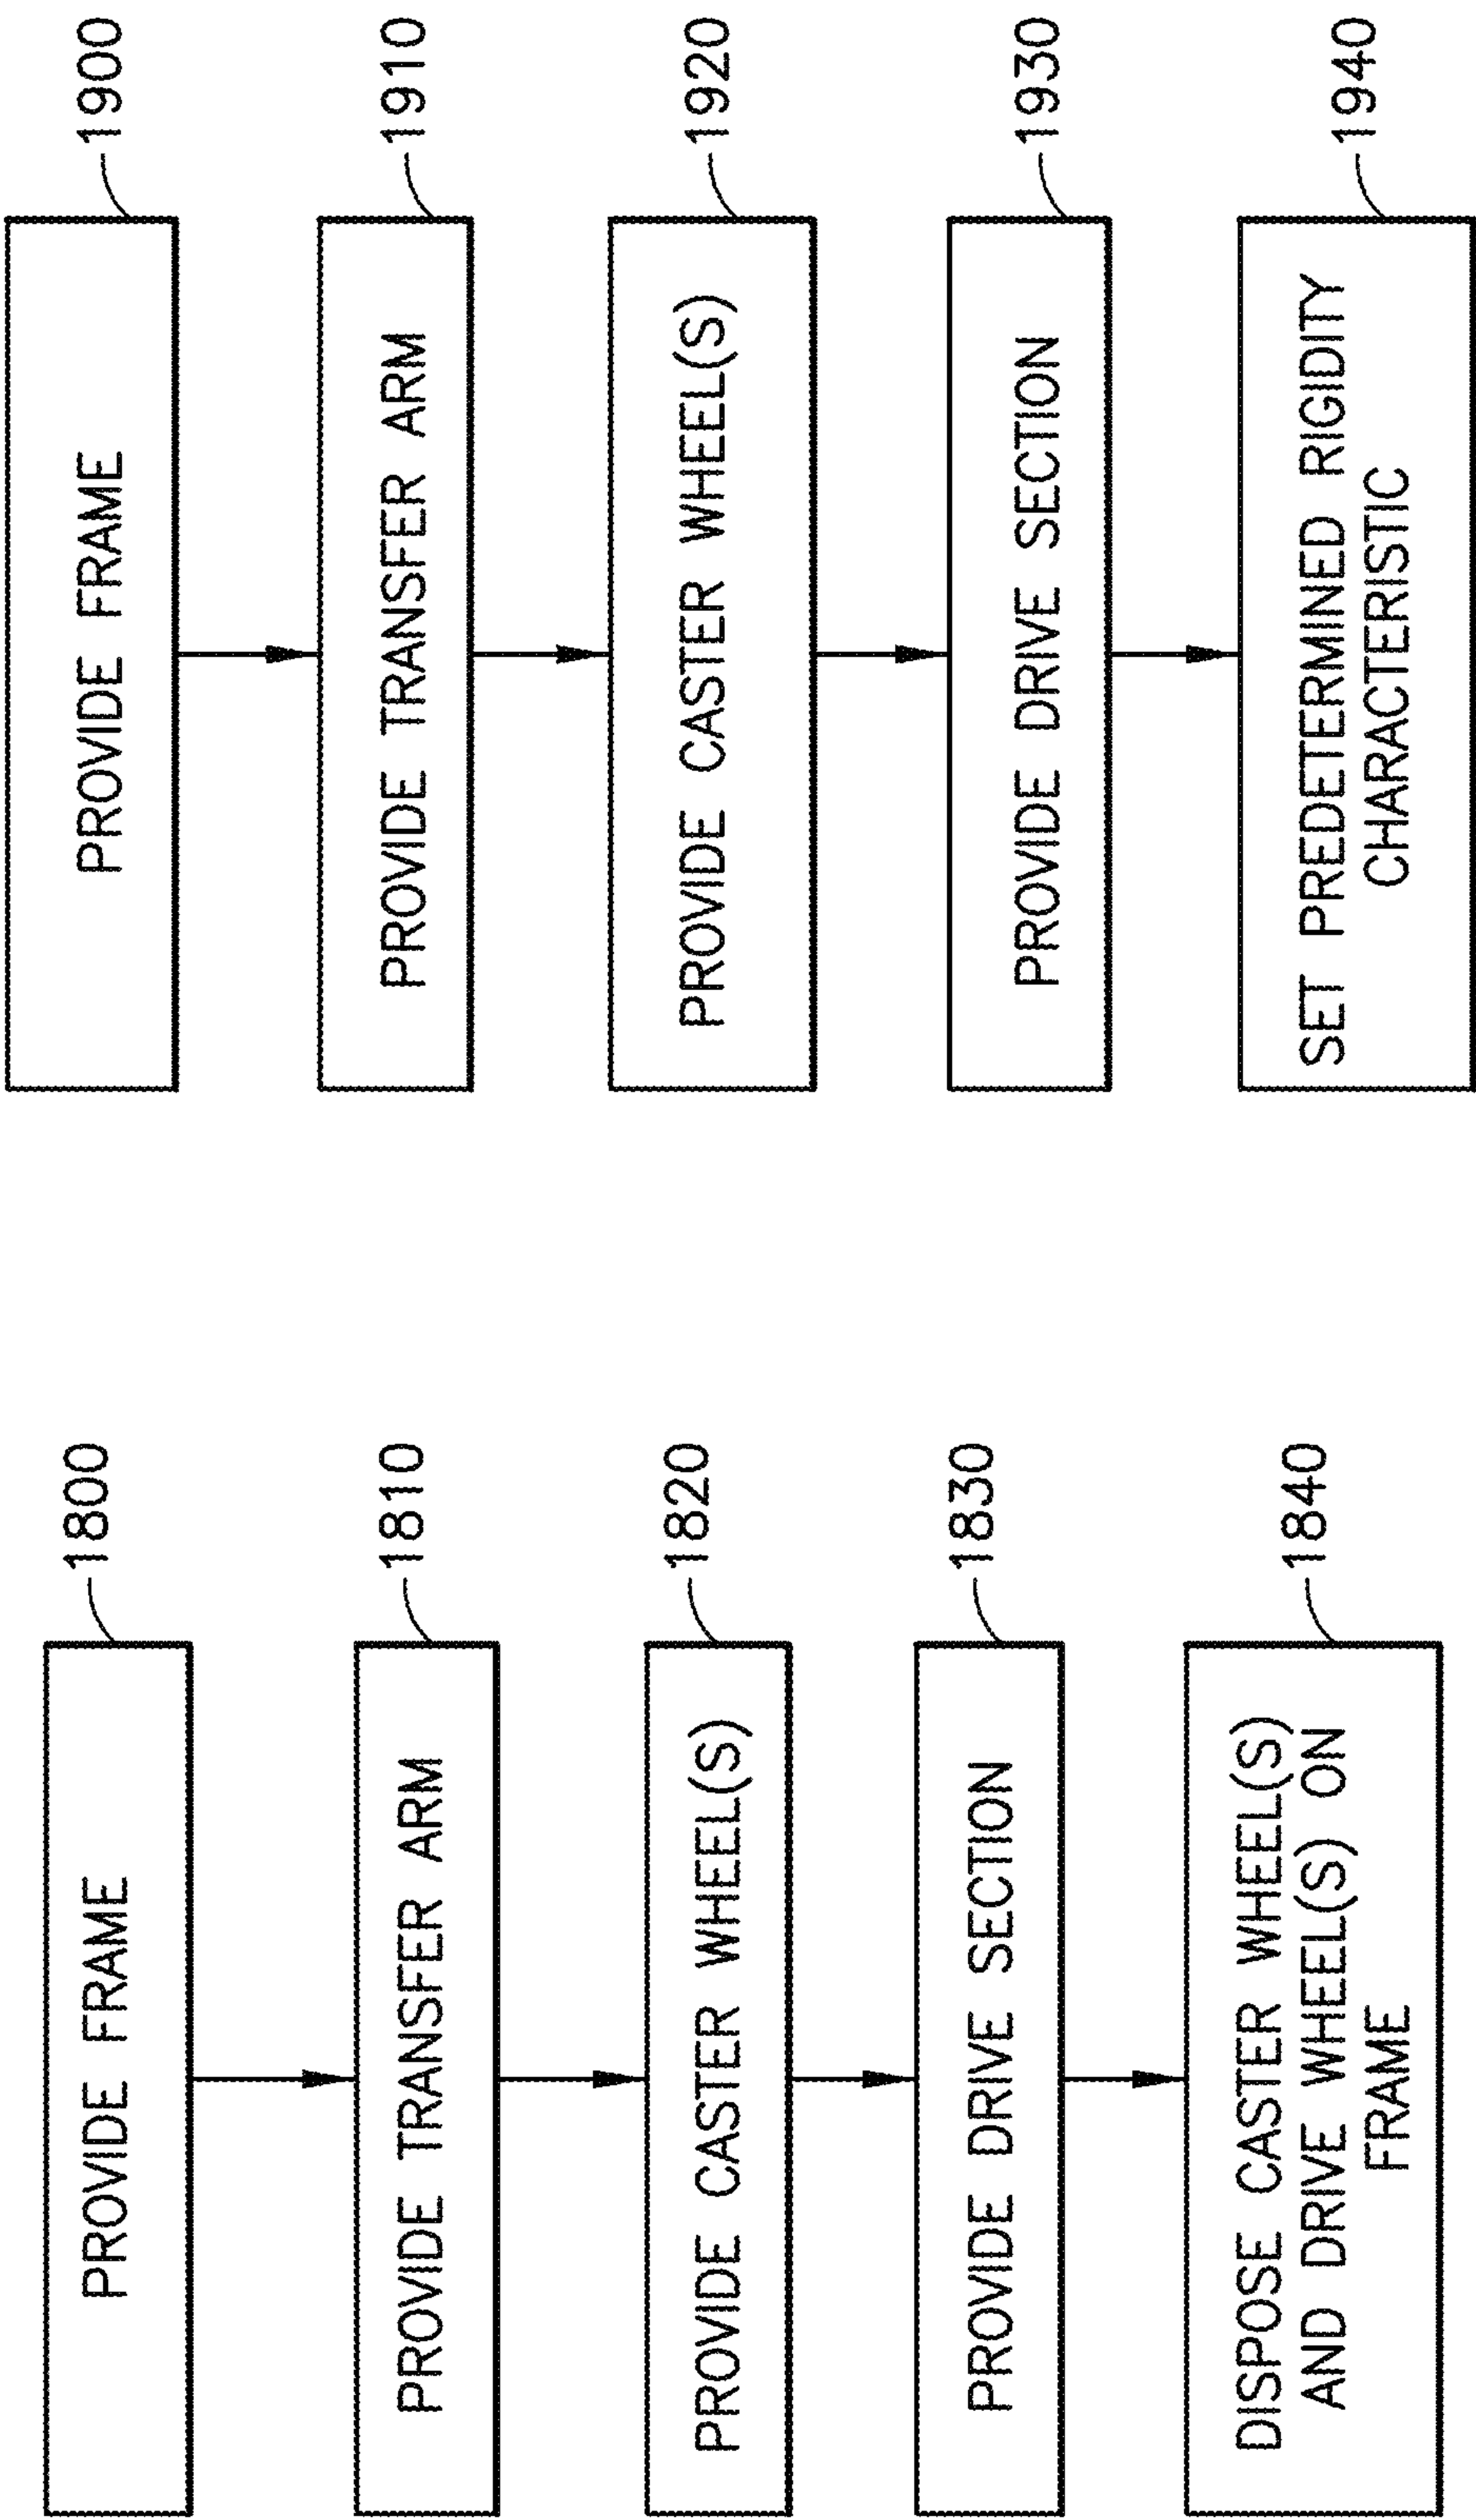 PROVIDE FRAME
1800
PROVIDE TRANSFER ARM
1810
PROVIDE CASTER WHEEL(S)
1820
PROVIDE DRIVE SECTION
1830
DISPOSE CASTER WHEEL(S)
AND DRIVE WHEEL(S) ON
FRAME
1840
PROVIDE FRAME
1900
PROVIDE TRANSFER ARM
1910
PROVIDE CASTER WHEEL(S)
1920
PROVIDE DRIVE SECTION
1930
SET PREDETERMINED RIGIDITY
CHARACTERISTIC
1940